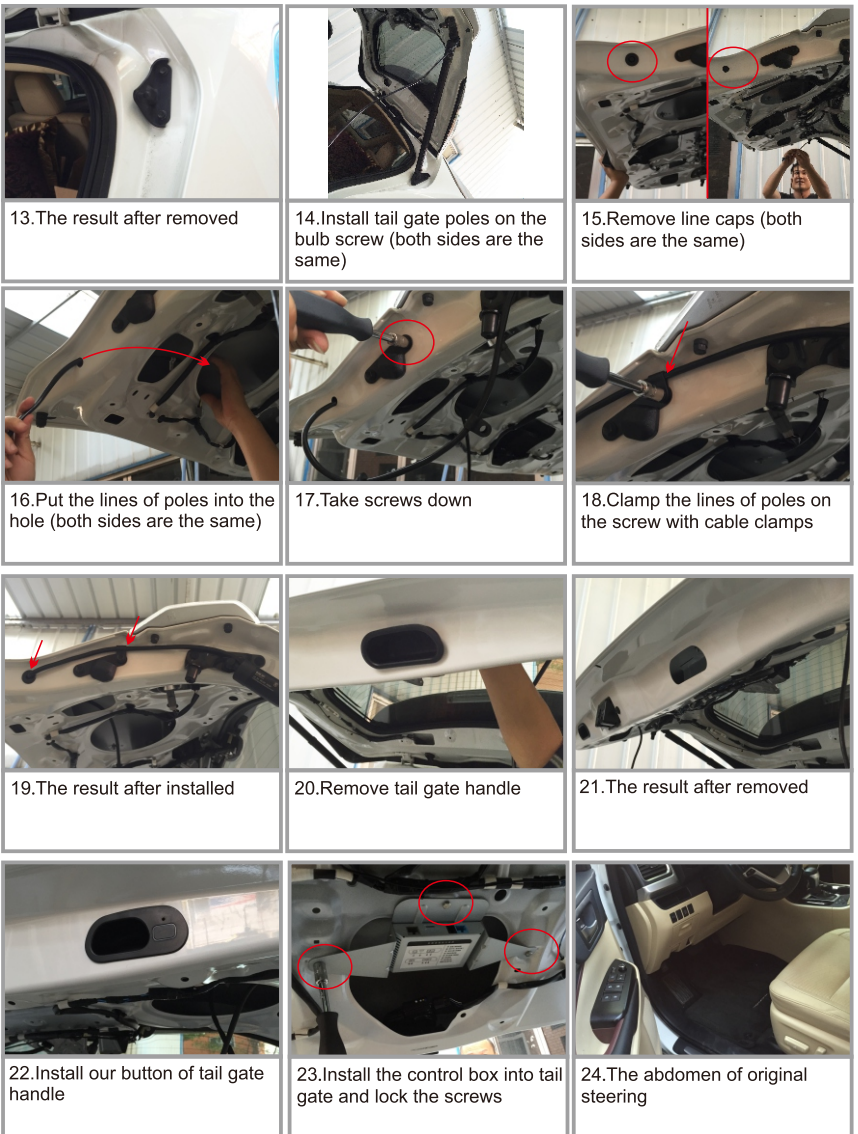 13.The result after removed
14.Install tail gate poles on the
bulb screw (both sides are the
same)
15.Remove line caps (both
sides are the same)
16.Put the lines of poles into the
hole (both sides are the same)
17.Take screws down
18.Clamp the lines of poles on
the screw with cable clamps
19.The result after installed
20.Remove tail gate handle
21.The result after removed
22.Install our button of tail gate
handle
23.Install the control box into tail
gate and lock the screws
24.The abdomen of original
steering